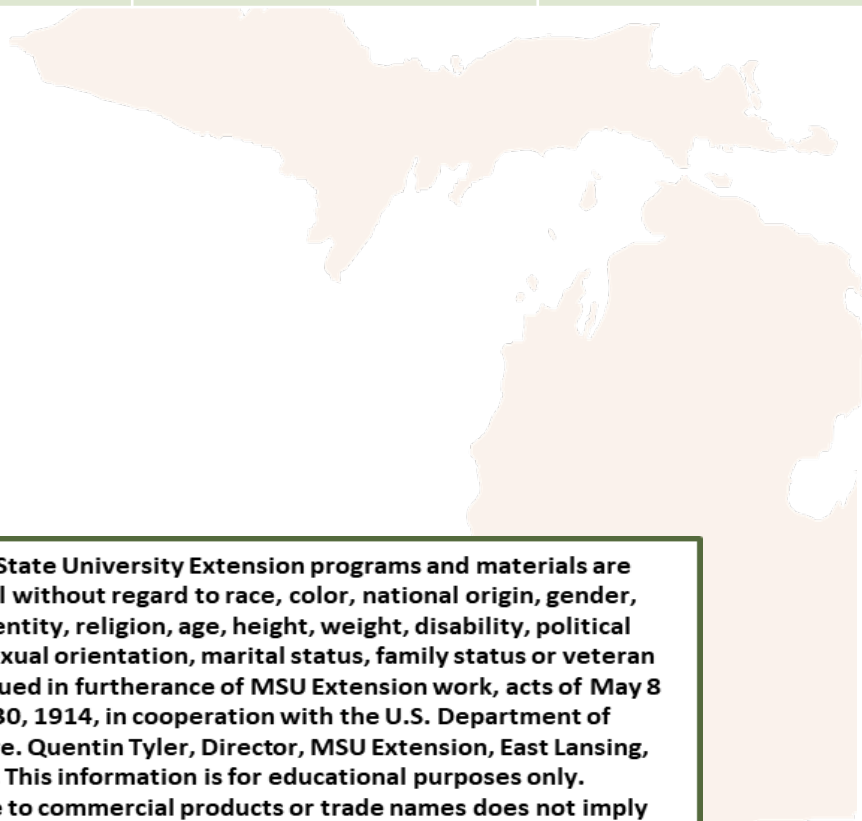 State University Extension programs and materials are
without regard to race, color, national origin, gender,
religion, age, height, weight, disability, political
orientation, marital status, family status or veteran
in furtherance of MSU Extension work, acts of May 8
30, 1914, in cooperation with the U.S. Department of
Quentin Tyler, Director, MSU Extension, East Lansing,
This information is for educational purposes only.
to commercial products or trade names does not imply